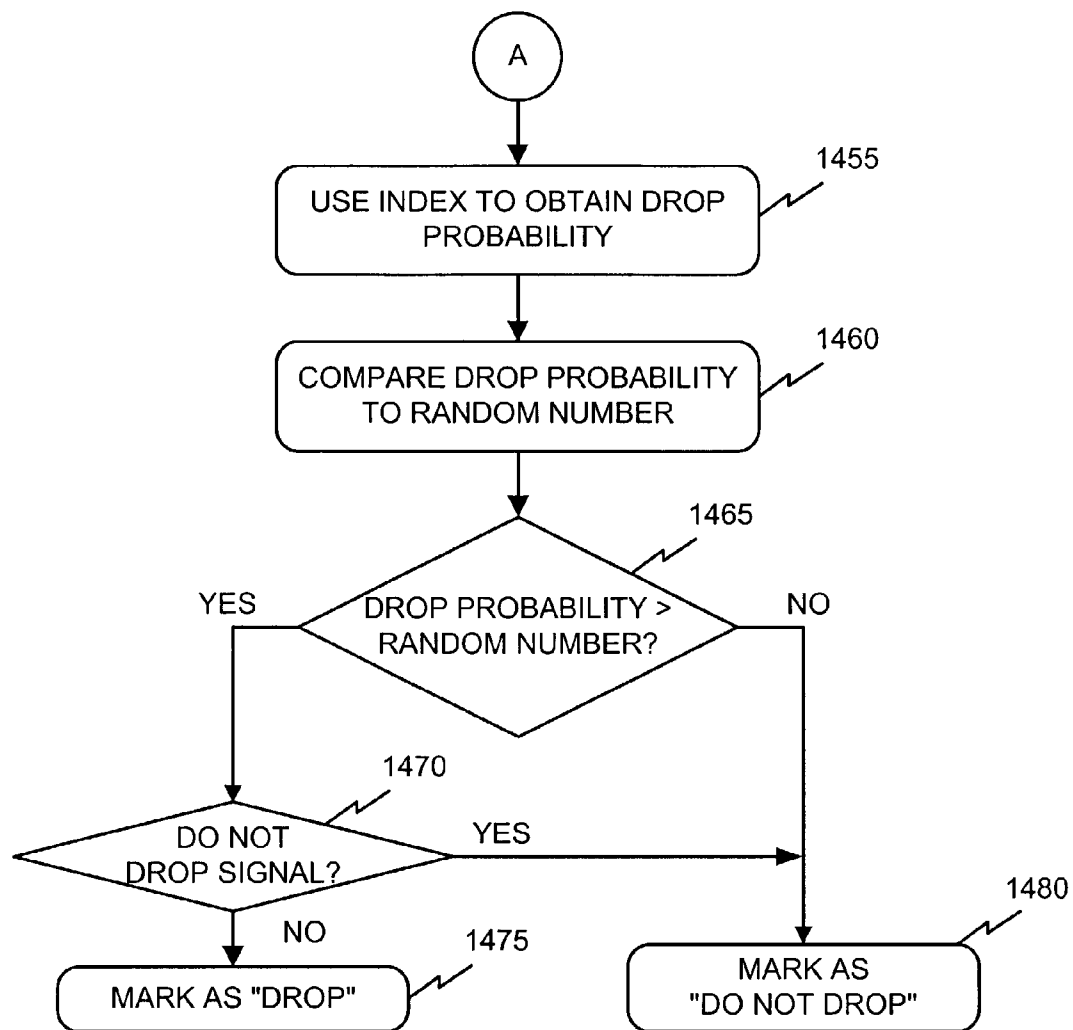 A
1455
USE INDEX TO OBTAIN DROP
PROBABILITY
1460
COMPARE DROP PROBABILITY
TO RANDOM NUMBER
1465
YES
DROP PROBABILITY >
RANDOM NUMBER?
NO
1470
DO NOT
DROP SIGNAL?
YES
NO
1475
MARK AS "DROP"
1480
MARK AS
"DO NOT DROP"